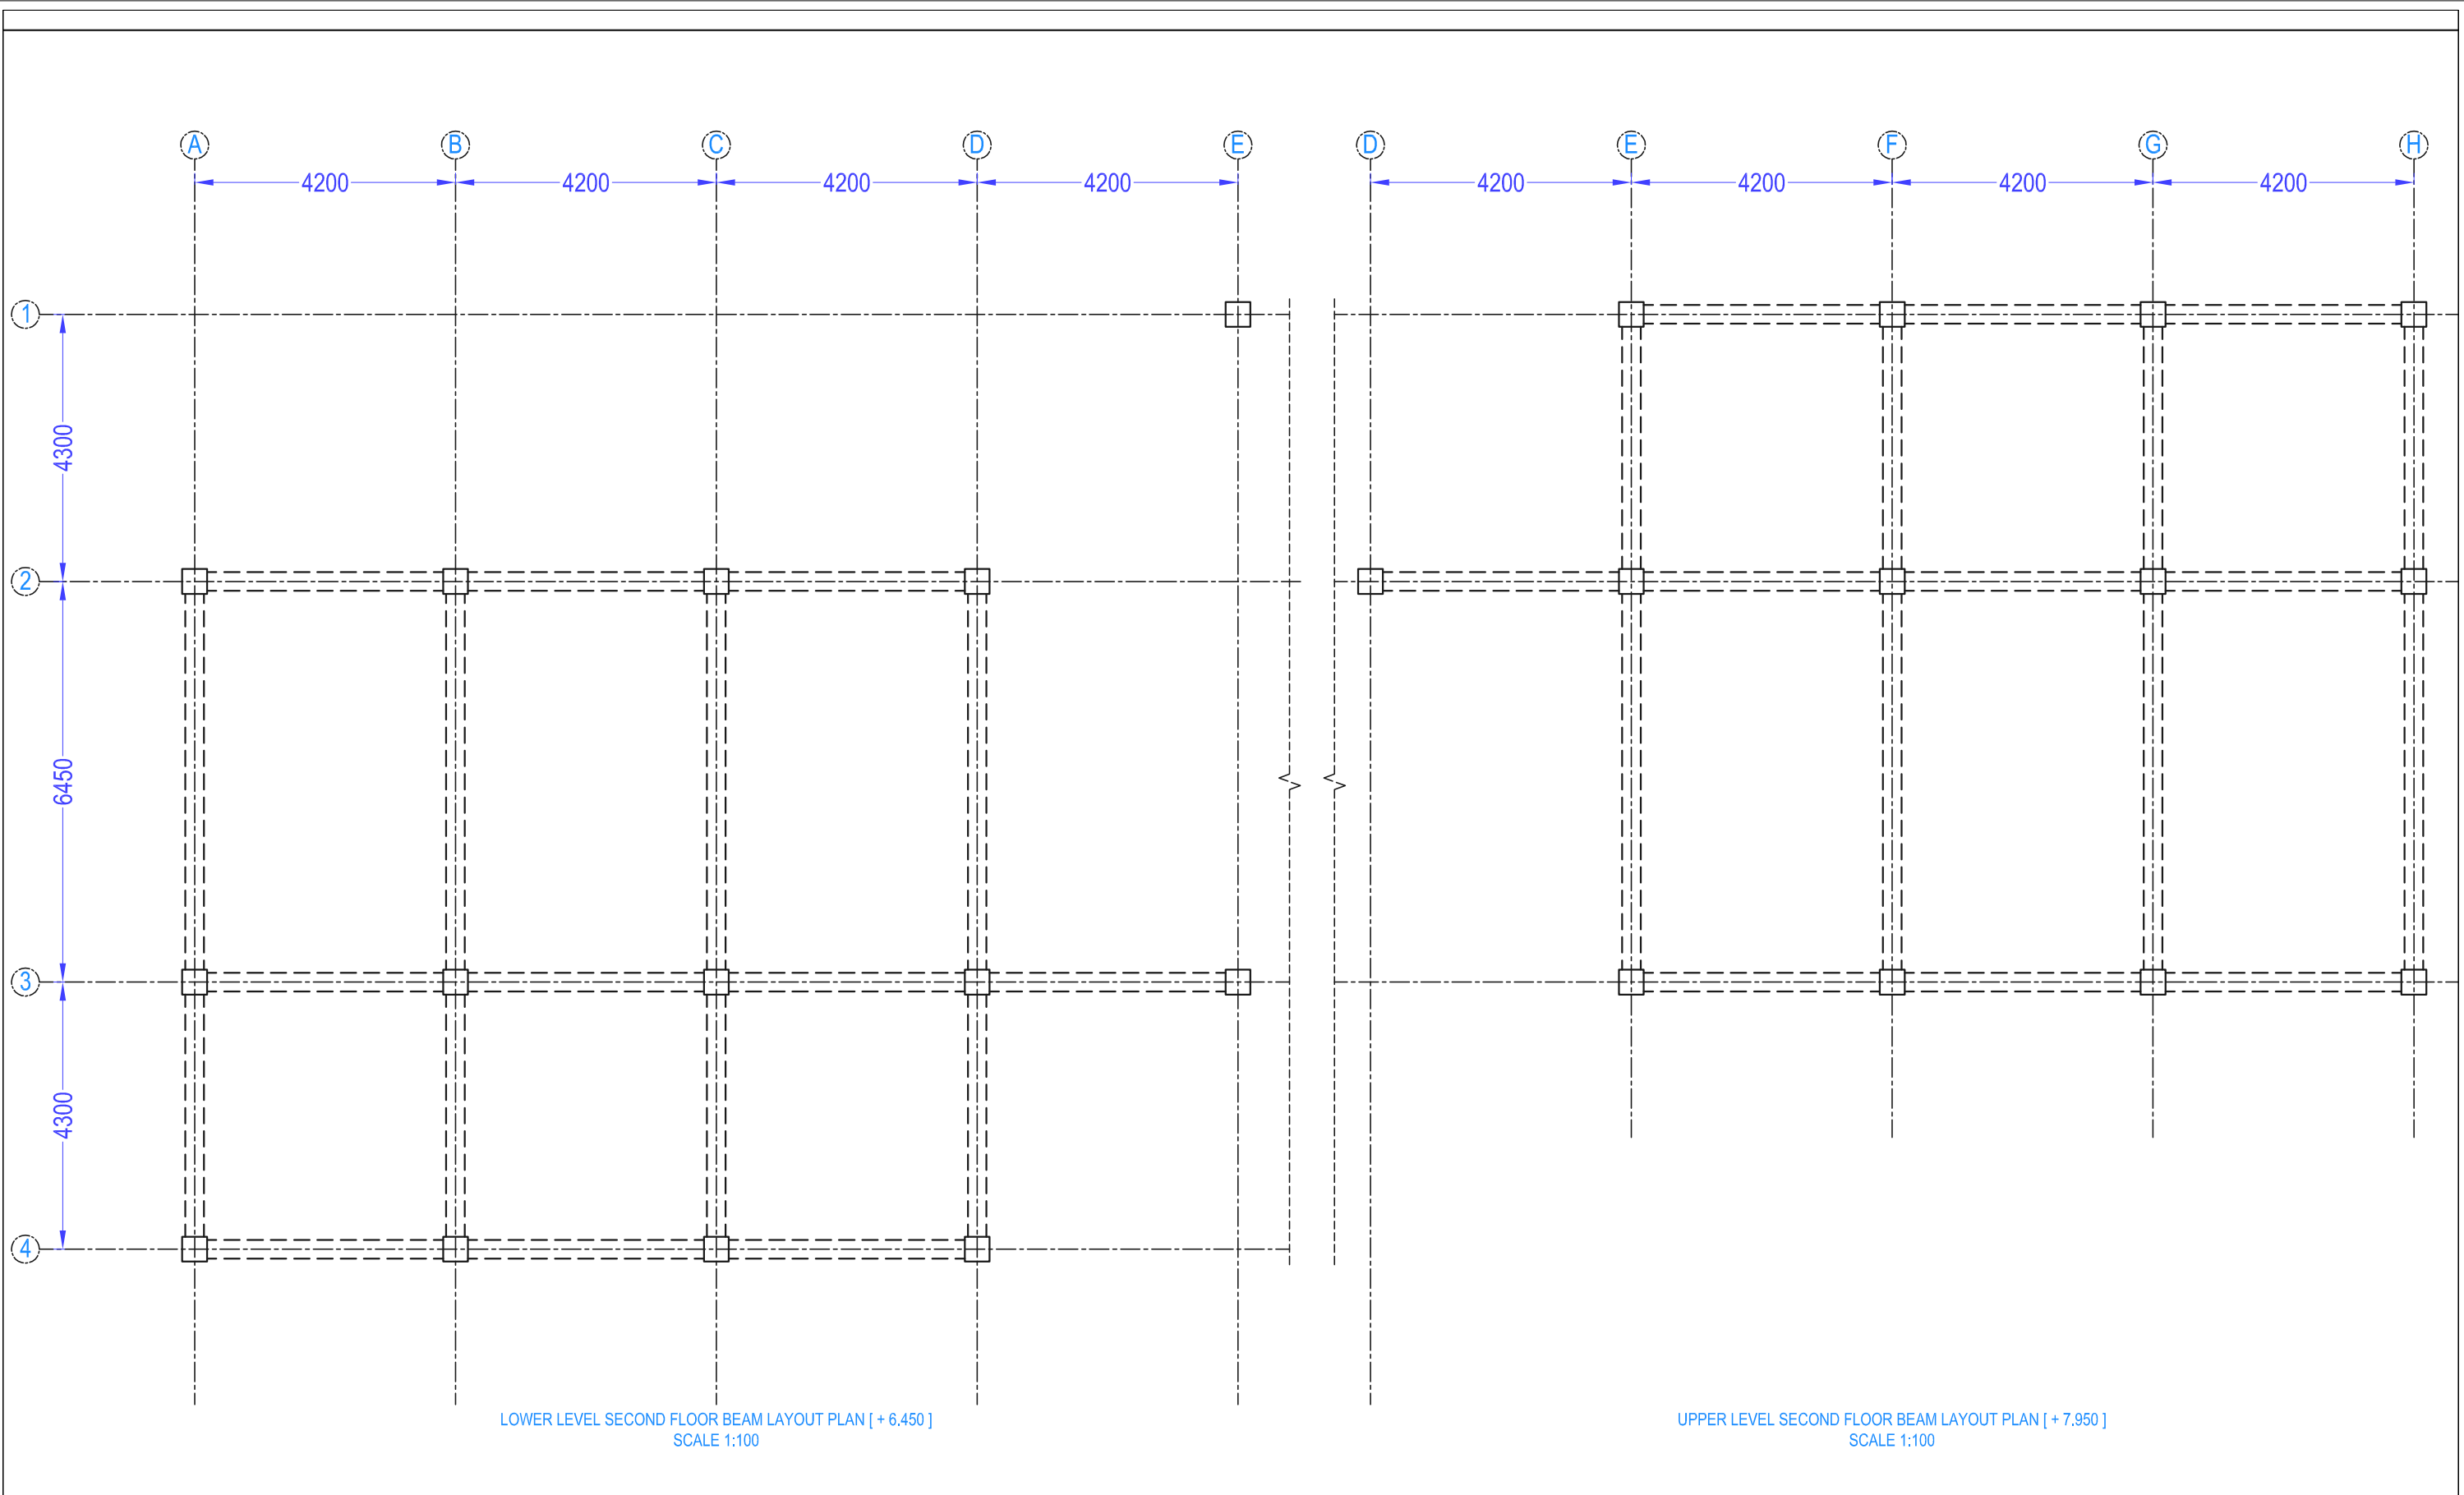 A B C D E D E F G H
4200 4200 4200 4200 4200 4200 4200 4200
1
4300
2
6450
3
4300
4
LOWER LEVEL SECOND FLOOR BEAM LAYOUT PLAN [ + 6.450 ]
SCALE 1:100
UPPER LEVEL SECOND FLOOR BEAM LAYOUT PLAN [ + 7.950 ]
SCALE 1:100